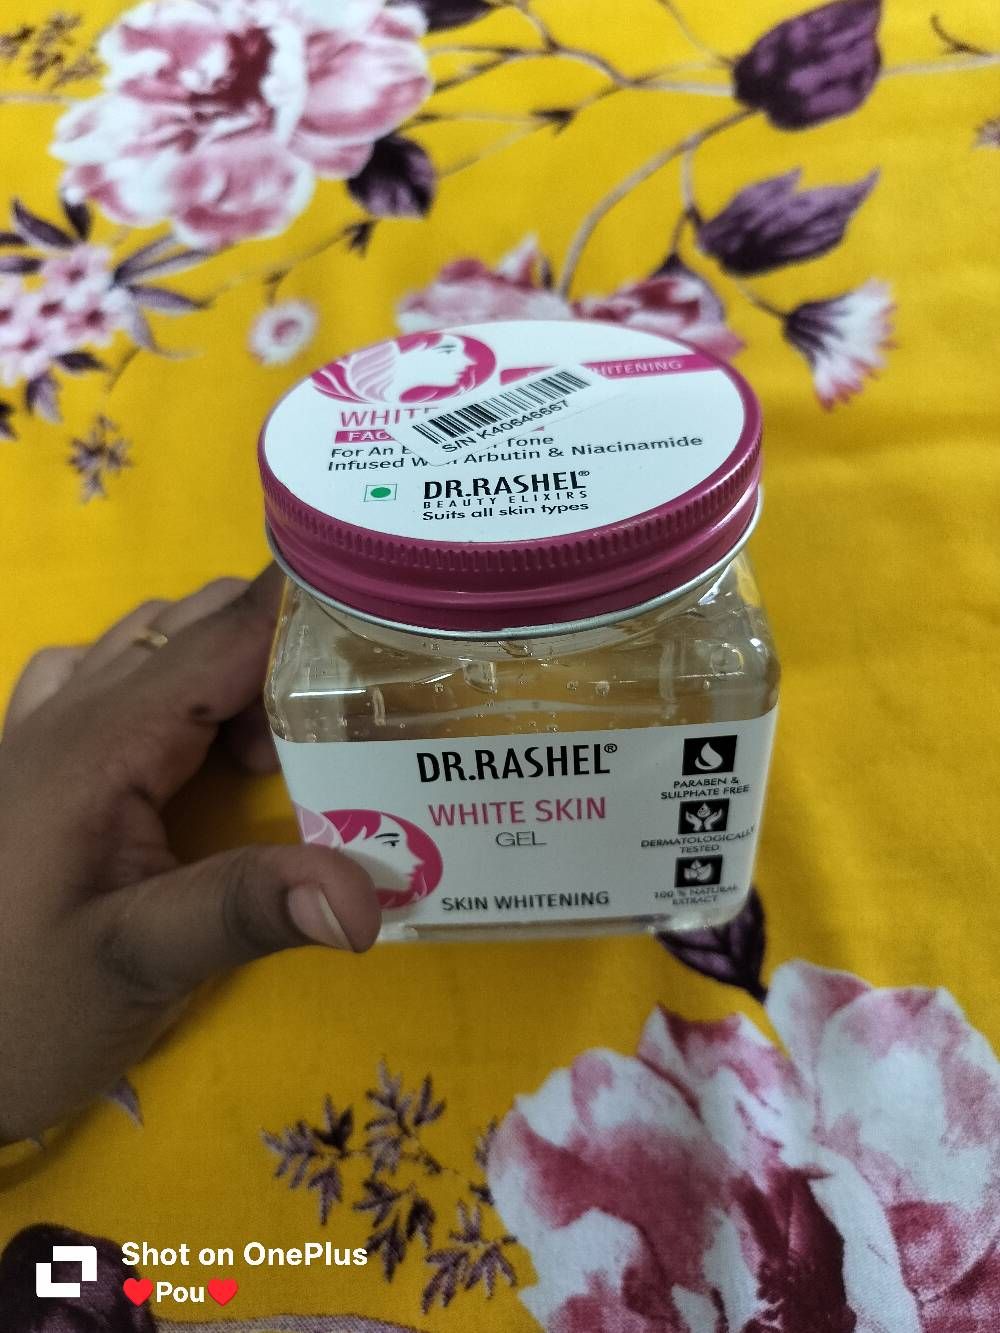 WHITENING
WHITE
For An Tone
Infused Arbutin & Niacinamide
S/N K40646667
DR.RASHEL®
BEAUTY ELIXIRS
Suits all skin types
DR.RASHEL®
WHITE SKIN
GEL
SKIN WHITENING
PARABEN &
SULPHATE FREE
DERMATOLOGICALLY
TESTED
100 % NATURAL
EXTRACT
Shot on OnePlus
❤️Pou❤️